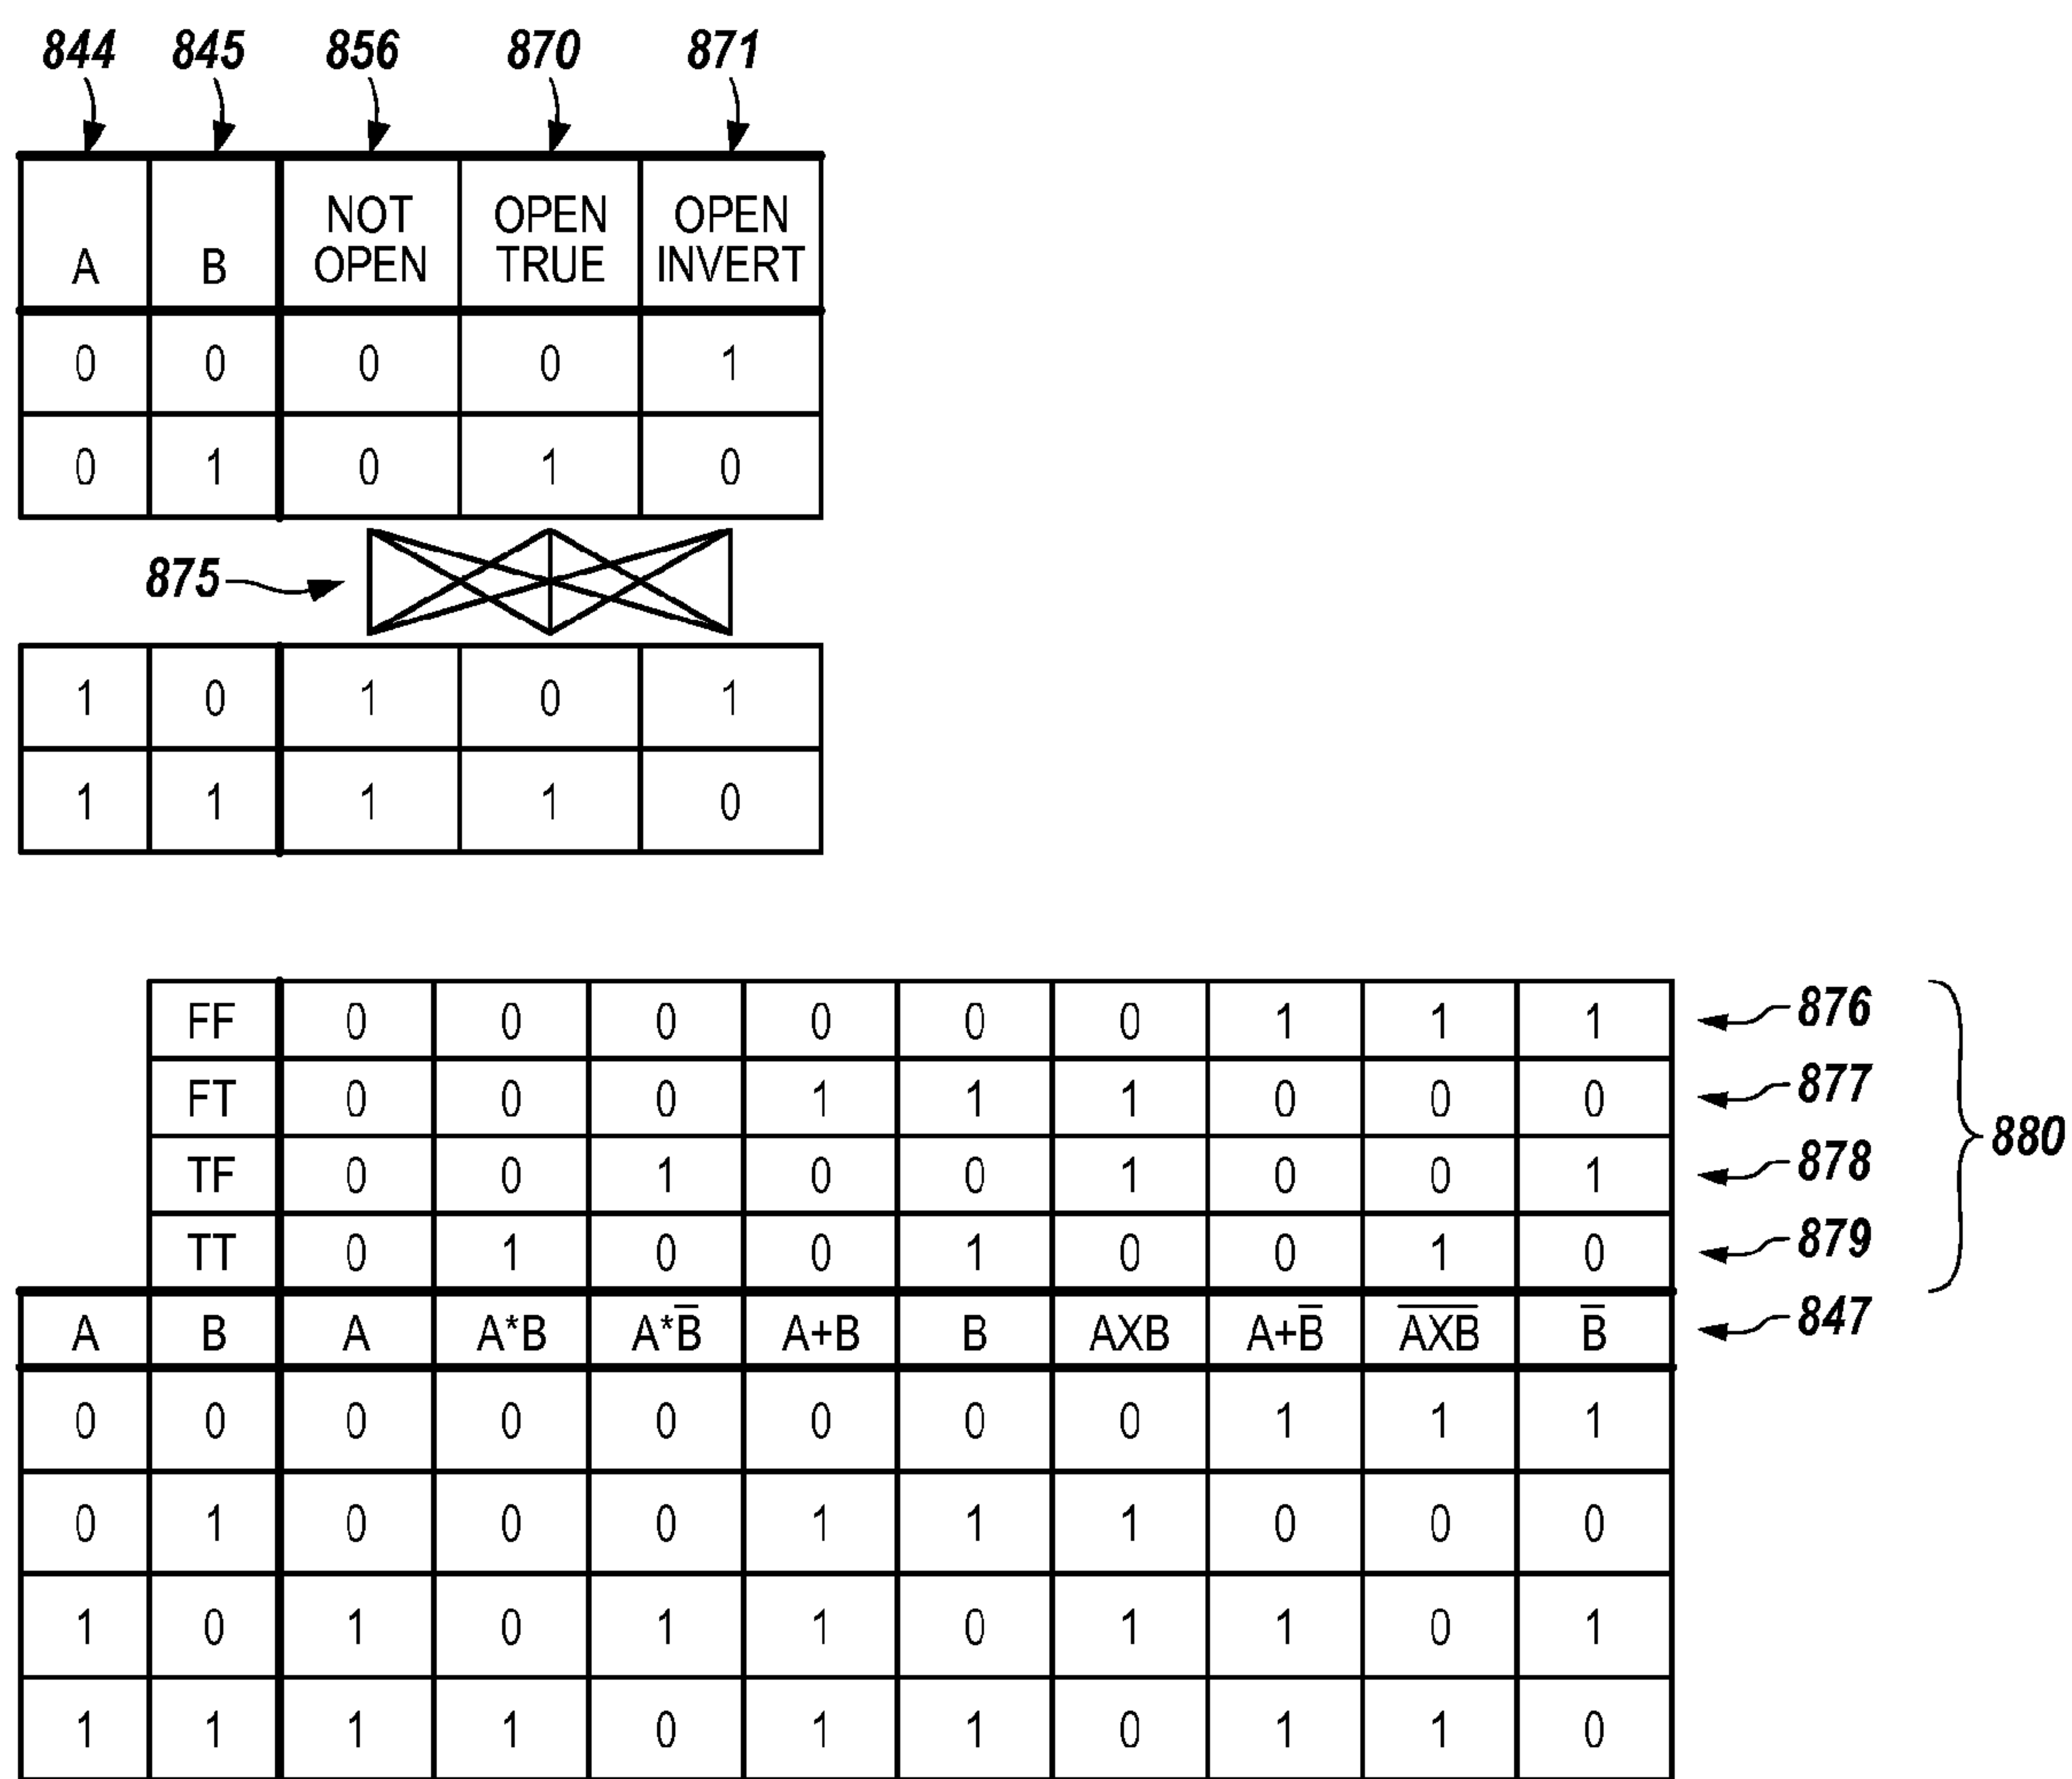 844 845 856 870 871
A B NOT OPEN OPEN TRUE OPEN INVERT
0 0 0 0 1
0 1 0 1 0
875
1 0 1 0 1
1 1 1 1 0
FF 0 0 0 0 0 0 1 1 1 876
FT 0 0 0 1 1 1 0 0 0 877
TF 0 0 1 0 0 1 0 0 1 878
TT 0 1 0 0 1 0 0 1 0 879
880
A B A A*B A*B̅ A+B B AXB A+B̅ A̅X̅B̅ B̅ 847
0 0 0 0 0 0 0 0 1 1 1
0 1 0 0 0 1 1 1 0 0 0
1 0 1 0 1 1 0 1 1 0 1
1 1 1 1 0 1 1 0 1 1 0